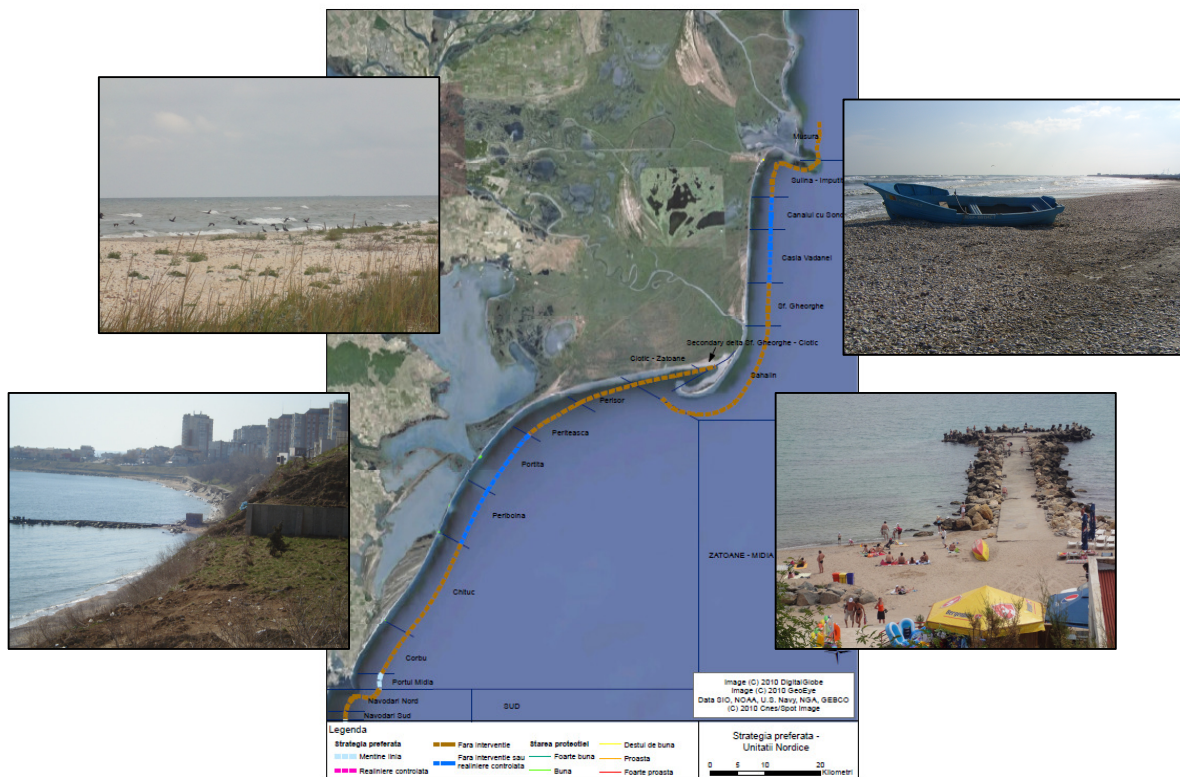 Musura
Sulina - Imputit
Canalul cu Sonc
Casla Vadanei
Sf. Gheorghe
Secondary delta Sf. Gheorghe - Ciotic
Ciotic - Zatoane
Sahalin
Perisor
Periteasca
Portita
Periboina
ZATOANE - MIDIA
Chituc
Corbu
Portul Midia
Navodari Nord
SUD
Navodari Sud
Image (C) 2010 DigitalGlobe
Image (C) 2010 GeoEye
Data SIO, NOAA, U.S. Navy, NGA, GEBCO
(C) 2010 Cnes/Spot Image
Legenda
Strategia preferata
Mentine linia
Realiniere controlata
Fara interventie
Fara interventie sau
realiniere controlata
Starea protectiei
Foarte buna
Buna
Destul de buna
Proasta
Foarte proasta
Strategia preferata -
Unitatii Nordice
0 5 10 20
Kilometri